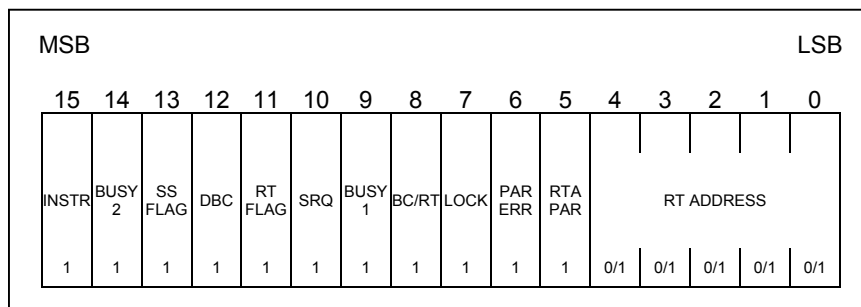 MSB LSB
15 14 13 12 11 10 9 8 7 6 5 4 3 2 1 0
INSTR BUSY 2 SS FLAG DBC RT FLAG SRQ BUSY 1 BC/RT LOCK PAR ERR RTA PAR RT ADDRESS
1 1 1 1 1 1 1 1 1 1 1 0/1 0/1 0/1 0/1 0/1